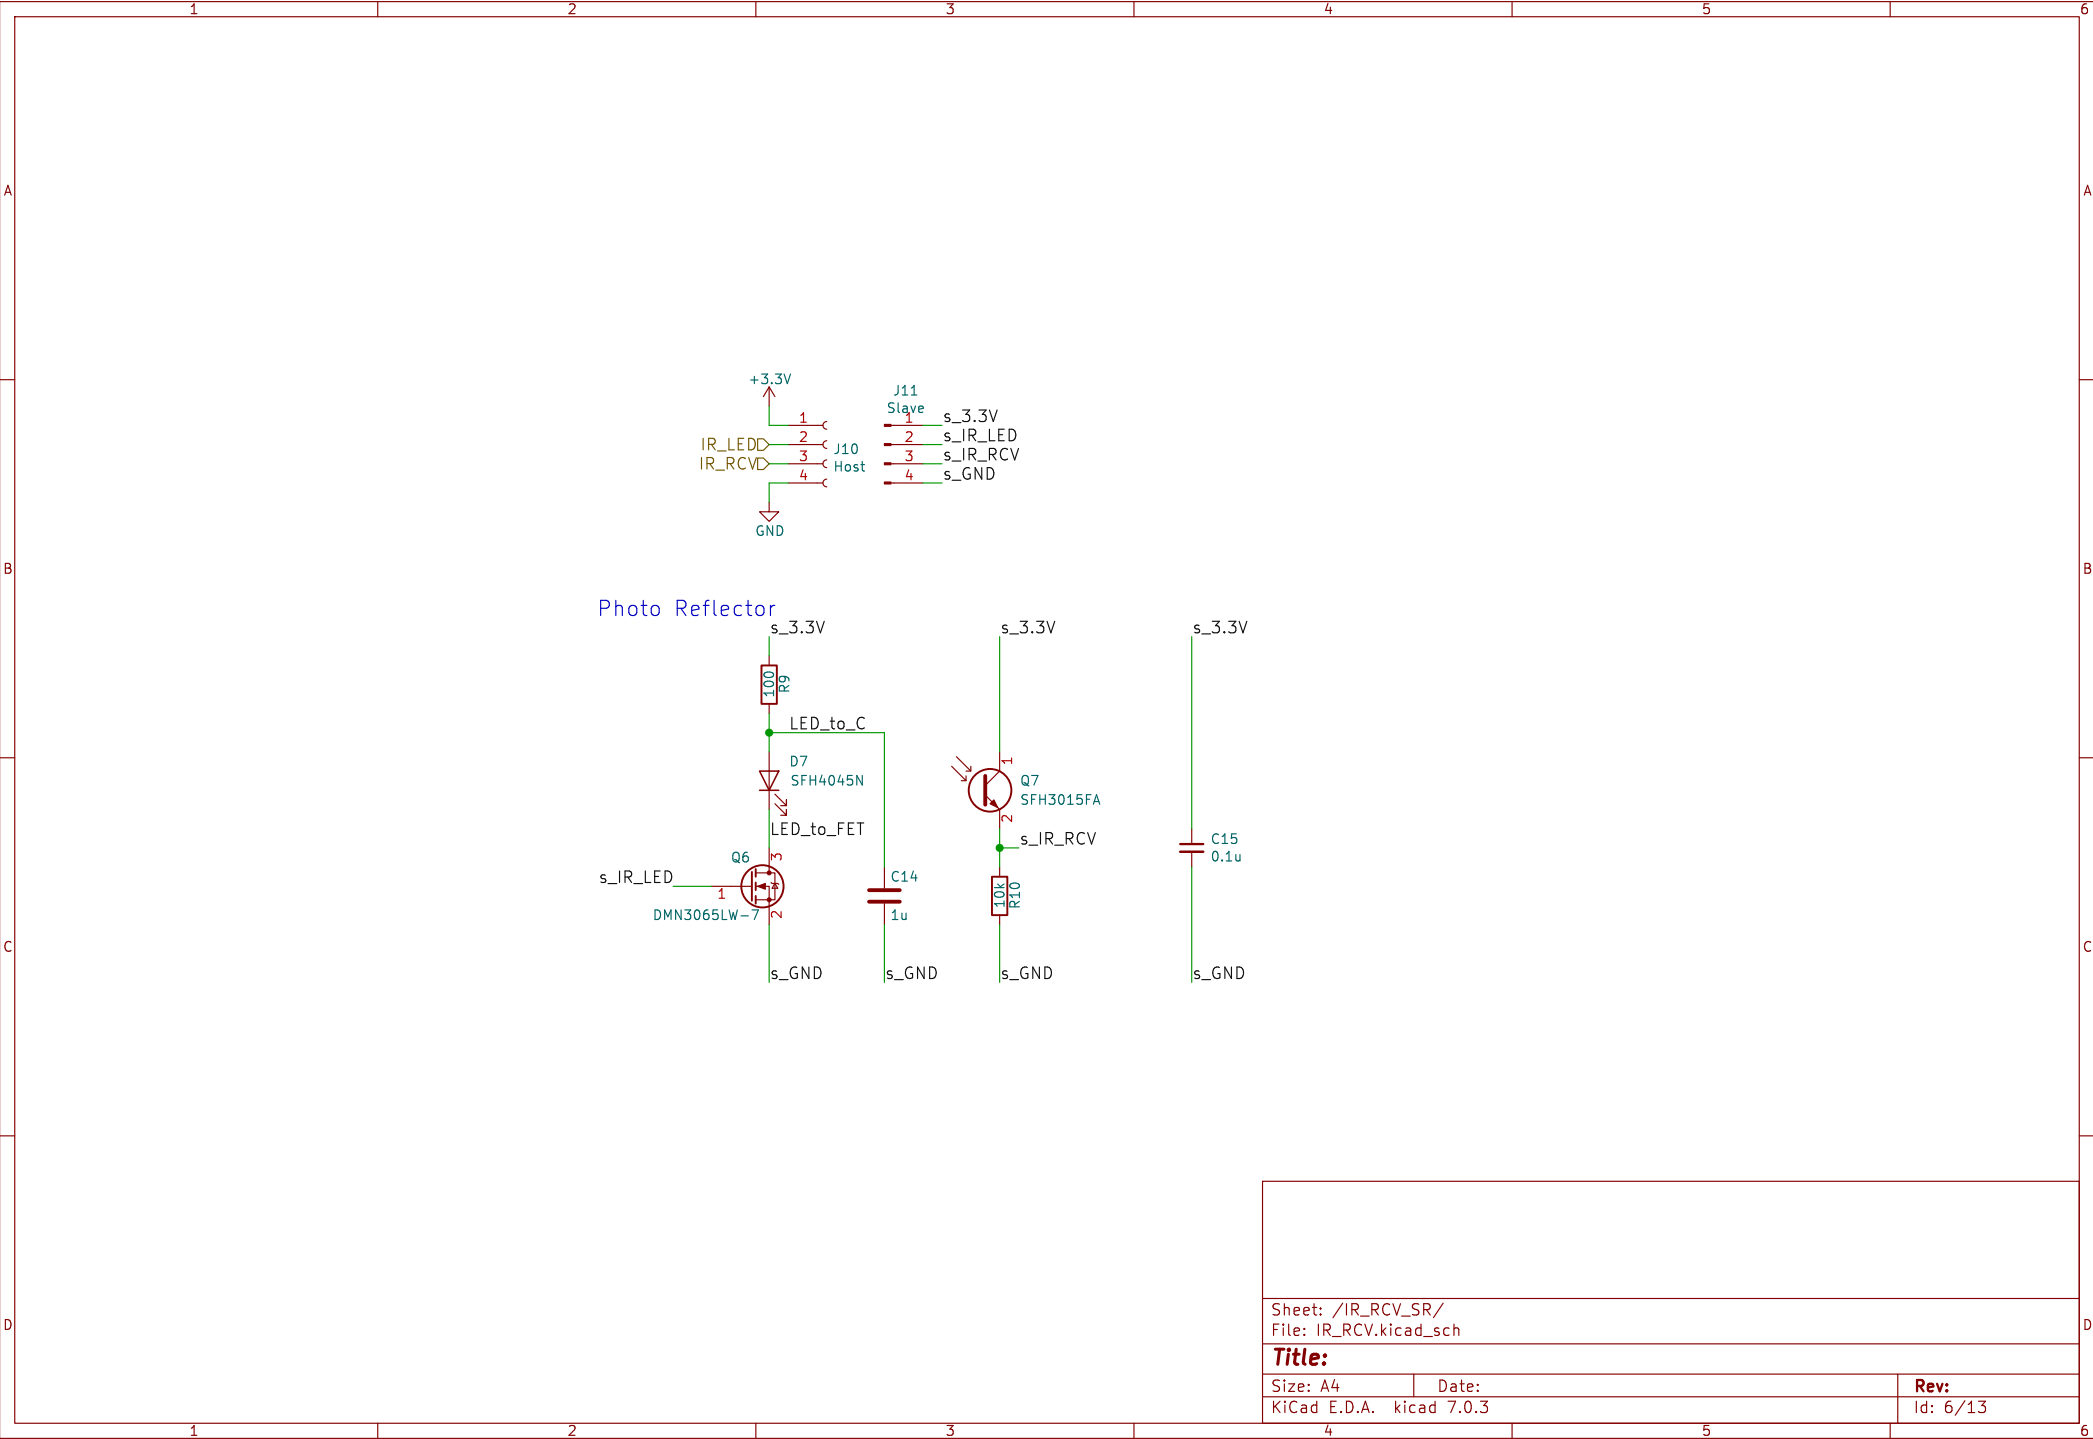 1 2 3 4 5 6
A A
+3.3V
J11
Slave
1 1 s_3.3V
IR_LED 2 2 s_IR_LED
IR_RCV 3 J10 3 s_IR_RCV
4 Host 4 s_GND
GND
B B
Photo Reflector
s_3.3V s_3.3V s_3.3V
100 R9
LED_to_C
D7 1
SFH4045N Q7
SFH3015FA
LED_to_FET 2
s_IR_RCV C15
Q6 3 0.1u
s_IR_LED 1 C14
10k R10
DMN3065LW-7 2 1u
C C
s_GND s_GND s_GND s_GND
Sheet: /IR_RCV_SR/
File: IR_RCV.kicad_sch
D D
Title:
Size: A4 Date: Rev:
KiCad E.D.A. kicad 7.0.3 Id: 6/13
1 2 3 4 5 6